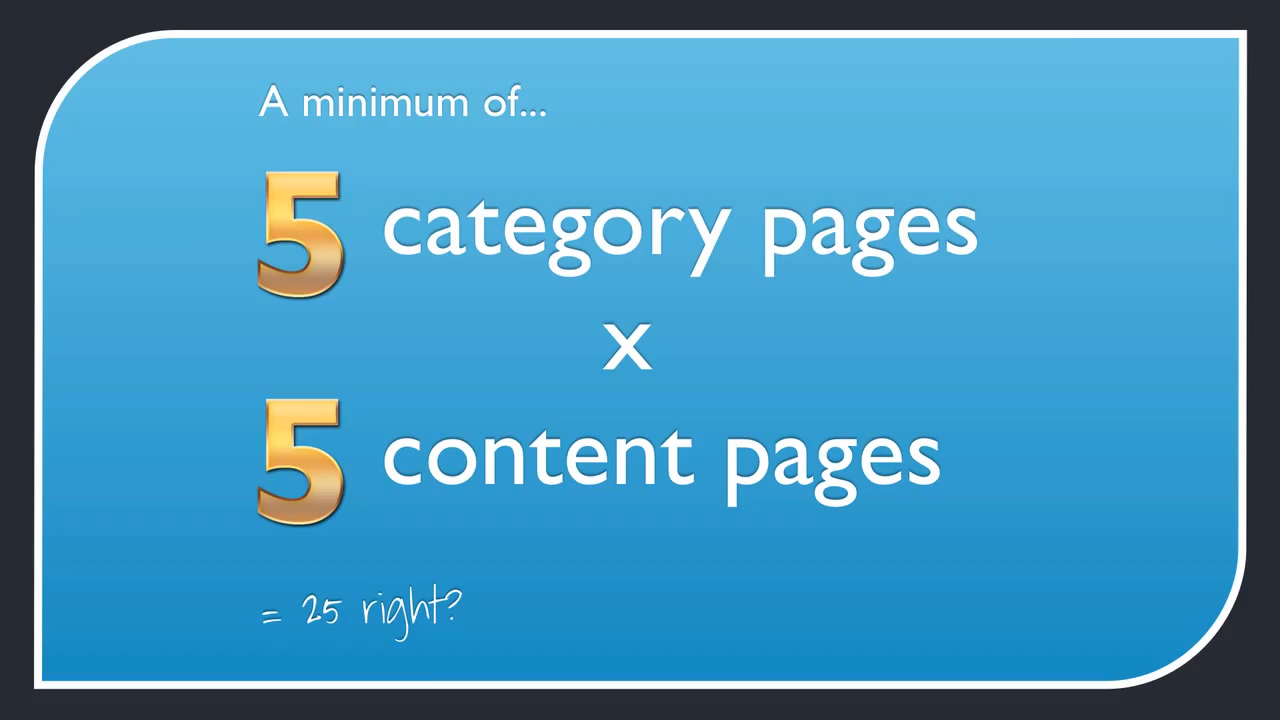 A minimum of...
5 category pages
x
5 content pages
= 25 right?